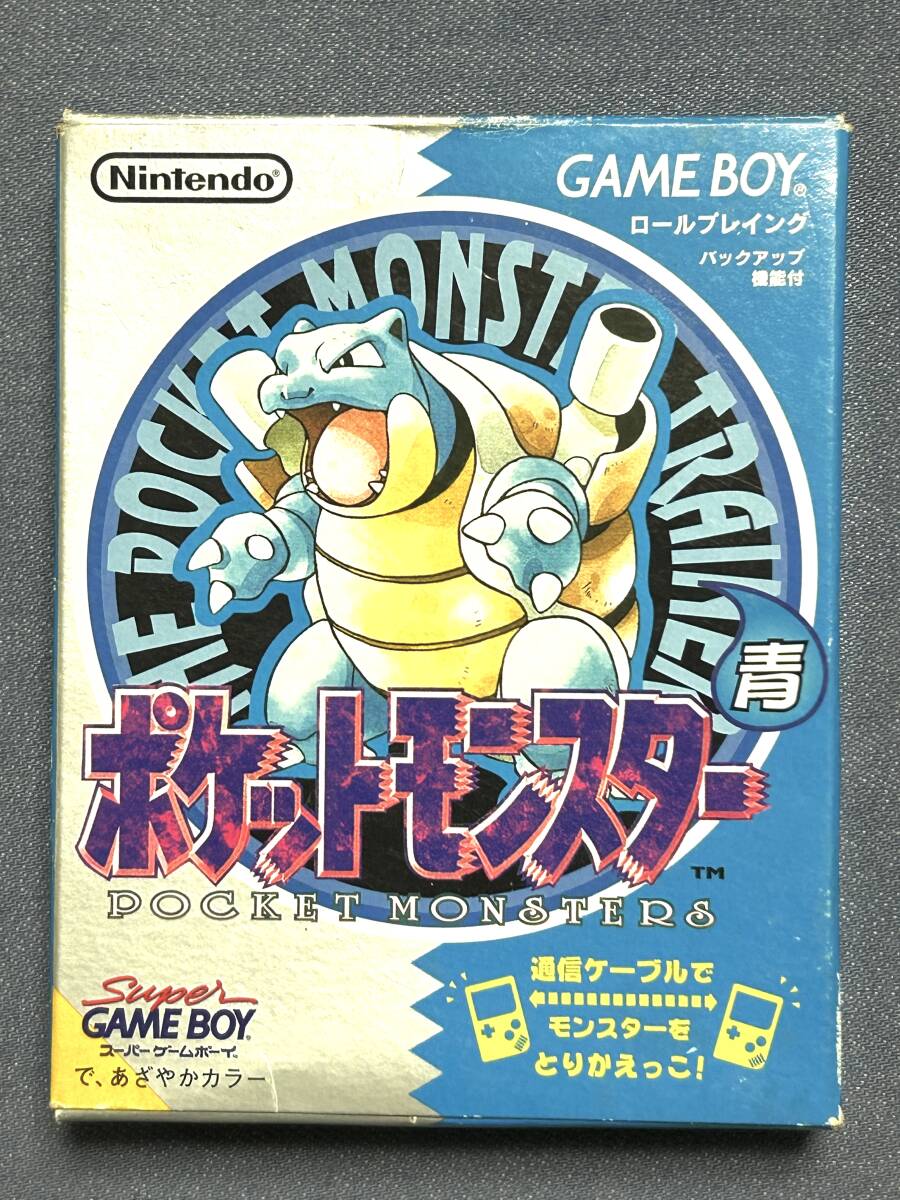 Nintendo®
GAME BOY®
ロールプレイング
バックアップ
機能付
THE POCKET MONSTER TRAINER
青
ポケットモンスター
TM
POCKET MONSTERS
Super
GAME BOY®
スーパーゲームボーイ®
で、あざやかカラー
通信ケーブルで
モンスターを
とりかえっこ!